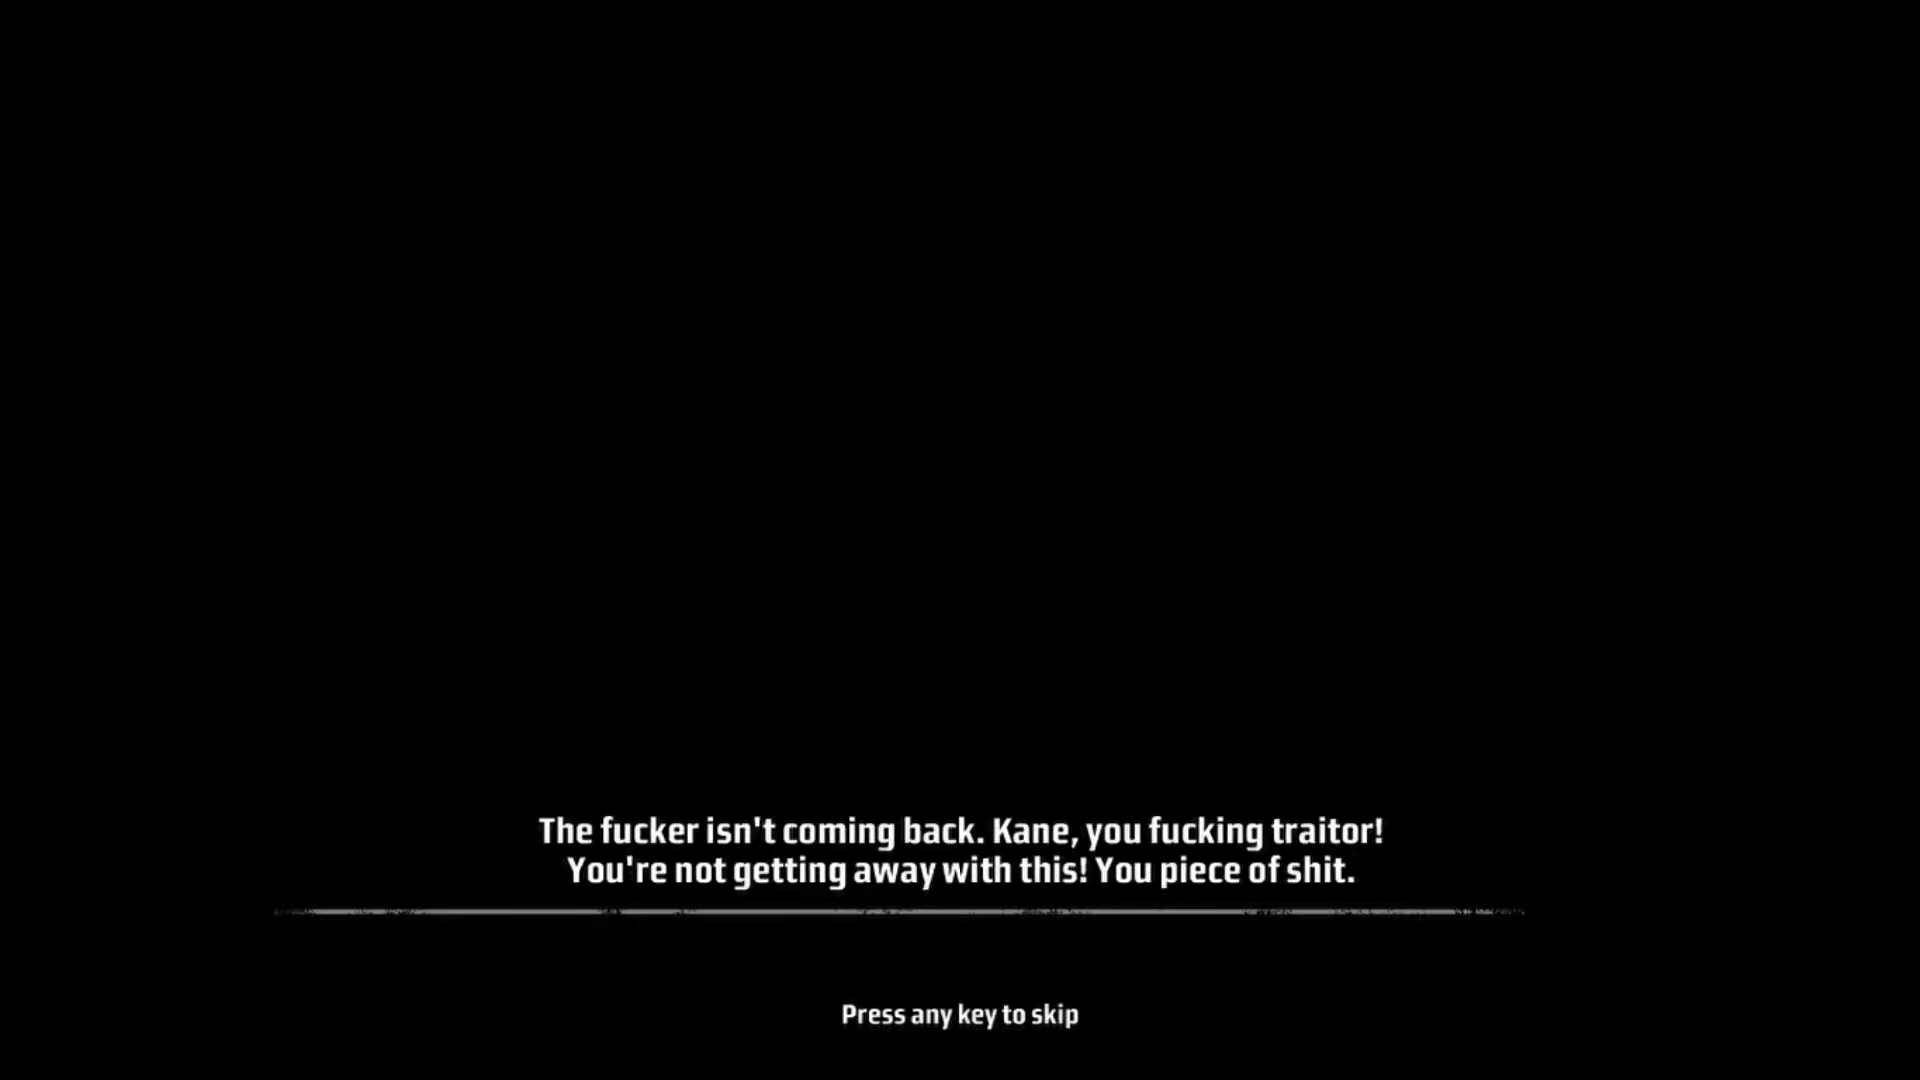 The fucker isn't coming back. Kane, you fucking traitor!
You're not getting away with this! You piece of shit.
Press any key to skip